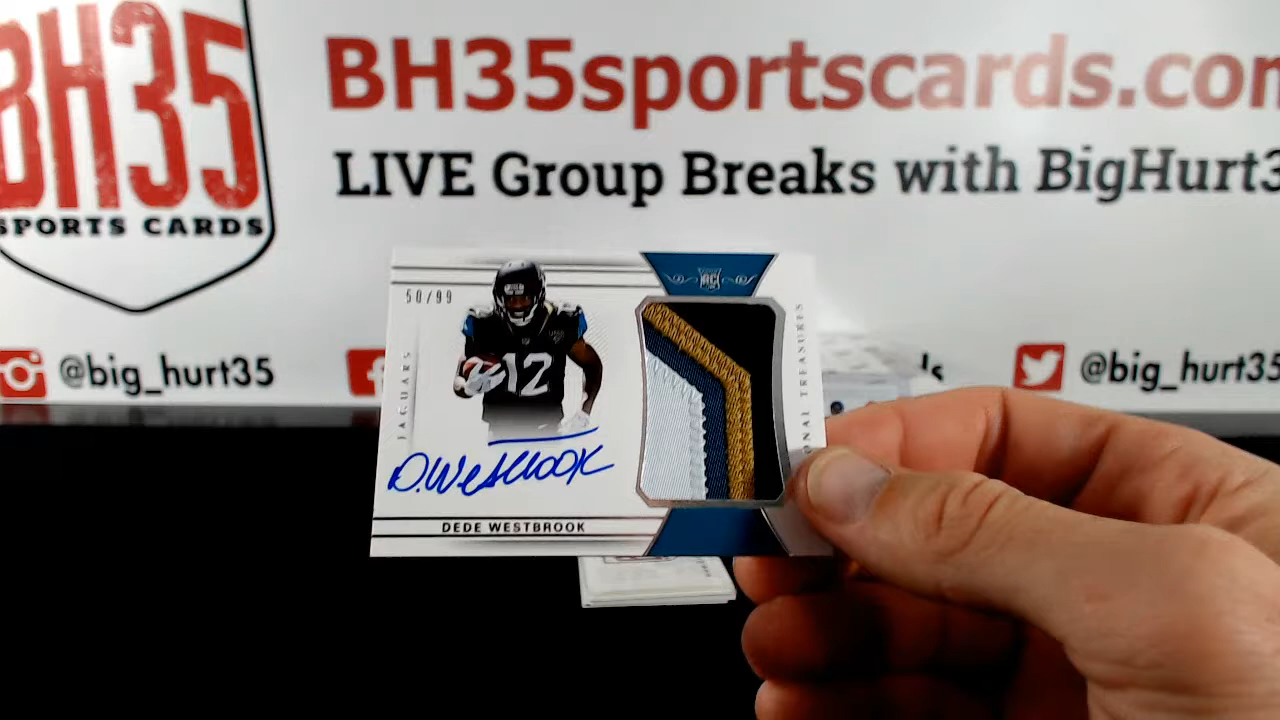 BH35
SPORTS CARDS
BH35sportscards.com
LIVE Group Breaks with BigHurt3
@big_hurt35
@big_hurt35
50/99
JAGUARS
12
RC
D. Westbrook
DEDE WESTBROOK
ONAL TREASURES